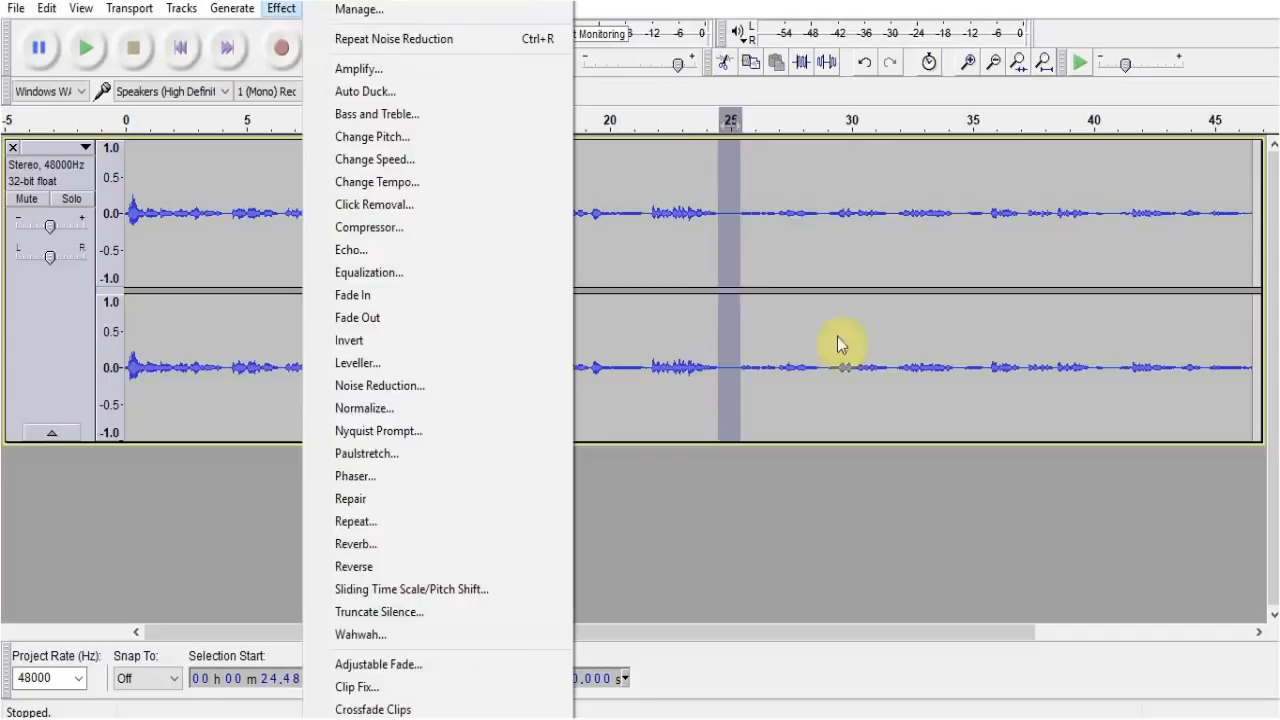 File Edit View Transport Tracks Generate Effect
Manage...
Repeat Noise Reduction Ctrl+R
Amplify...
Auto Duck...
Bass and Treble...
Change Pitch...
Change Speed...
Change Tempo...
Click Removal...
Compressor...
Echo...
Equalization...
Fade In
Fade Out
Invert
Leveller...
Noise Reduction...
Normalize...
Nyquist Prompt...
Paulstretch...
Phaser...
Repair
Repeat...
Reverb...
Reverse
Sliding Time Scale/Pitch Shift...
Truncate Silence...
Wahwah...
Adjustable Fade...
Clip Fix...
Crossfade Clips
t Monitoring -12 -6 0
L R -54 -48 -42 -36 -30 -24 -18 -12 -6 0
- +
- +
Windows WA Speakers (High Definit 1 (Mono) Rec
-5 0 5 20 25 30 35 40 45
Stereo, 48000Hz
32-bit float
Mute Solo
- +
L R
1.0
0.5
0.0
-0.5
-1.0
1.0
0.5
0.0
-0.5
-1.0
Project Rate (Hz): Snap To: Selection Start:
48000 Off 00 h 00 m 24.48 0.000 s
Stopped.